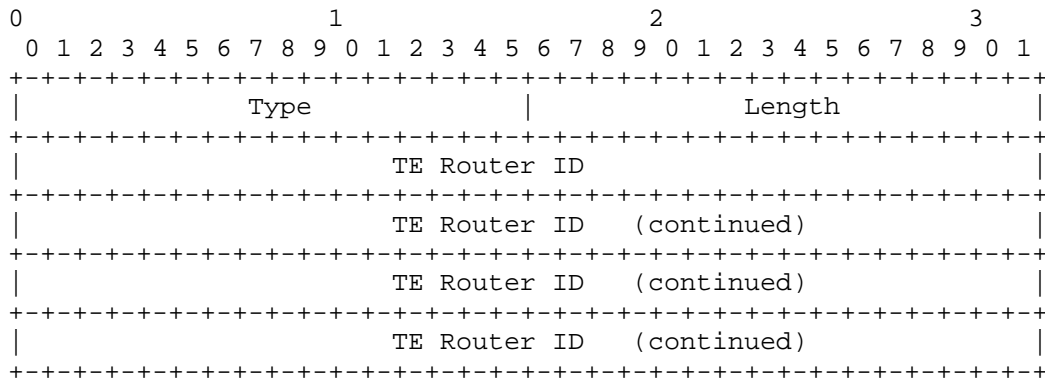 0                   1                   2                   3
 0 1 2 3 4 5 6 7 8 9 0 1 2 3 4 5 6 7 8 9 0 1 2 3 4 5 6 7 8 9 0 1
+-+-+-+-+-+-+-+-+-+-+-+-+-+-+-+-+-+-+-+-+-+-+-+-+-+-+-+-+-+-+-+-+
|              Type             |             Length            |
+-+-+-+-+-+-+-+-+-+-+-+-+-+-+-+-+-+-+-+-+-+-+-+-+-+-+-+-+-+-+-+-+
|                       TE Router ID                            |
+-+-+-+-+-+-+-+-+-+-+-+-+-+-+-+-+-+-+-+-+-+-+-+-+-+-+-+-+-+-+-+-+
|                       TE Router ID   (continued)              |
+-+-+-+-+-+-+-+-+-+-+-+-+-+-+-+-+-+-+-+-+-+-+-+-+-+-+-+-+-+-+-+-+
|                       TE Router ID   (continued)              |
+-+-+-+-+-+-+-+-+-+-+-+-+-+-+-+-+-+-+-+-+-+-+-+-+-+-+-+-+-+-+-+-+
|                       TE Router ID   (continued)              |
+-+-+-+-+-+-+-+-+-+-+-+-+-+-+-+-+-+-+-+-+-+-+-+-+-+-+-+-+-+-+-+-+